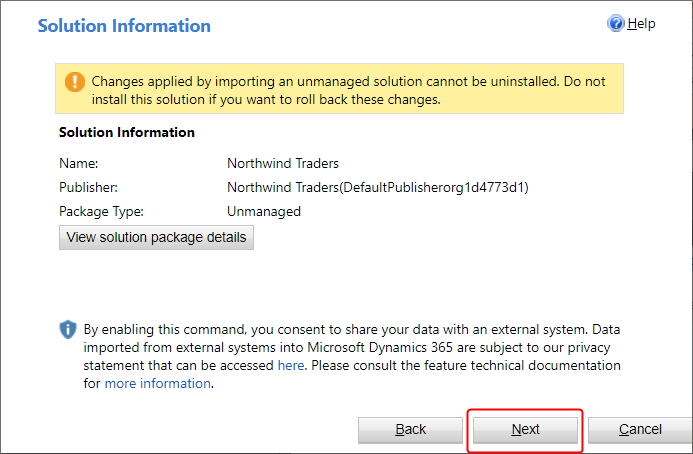 Solution Information
Help
Changes applied by importing an unmanaged solution cannot be uninstalled. Do not
install this solution if you want to roll back these changes.
Solution Information
Name: Northwind Traders
Publisher: Northwind Traders(DefaultPublisherorg1d4773d1)
Package Type: Unmanaged
View solution package details
By enabling this command, you consent to share your data with an external system. Data
imported from external systems into Microsoft Dynamics 365 are subject to our privacy
statement that can be accessed here. Please consult the feature technical documentation
for more information.
Back Next Cancel